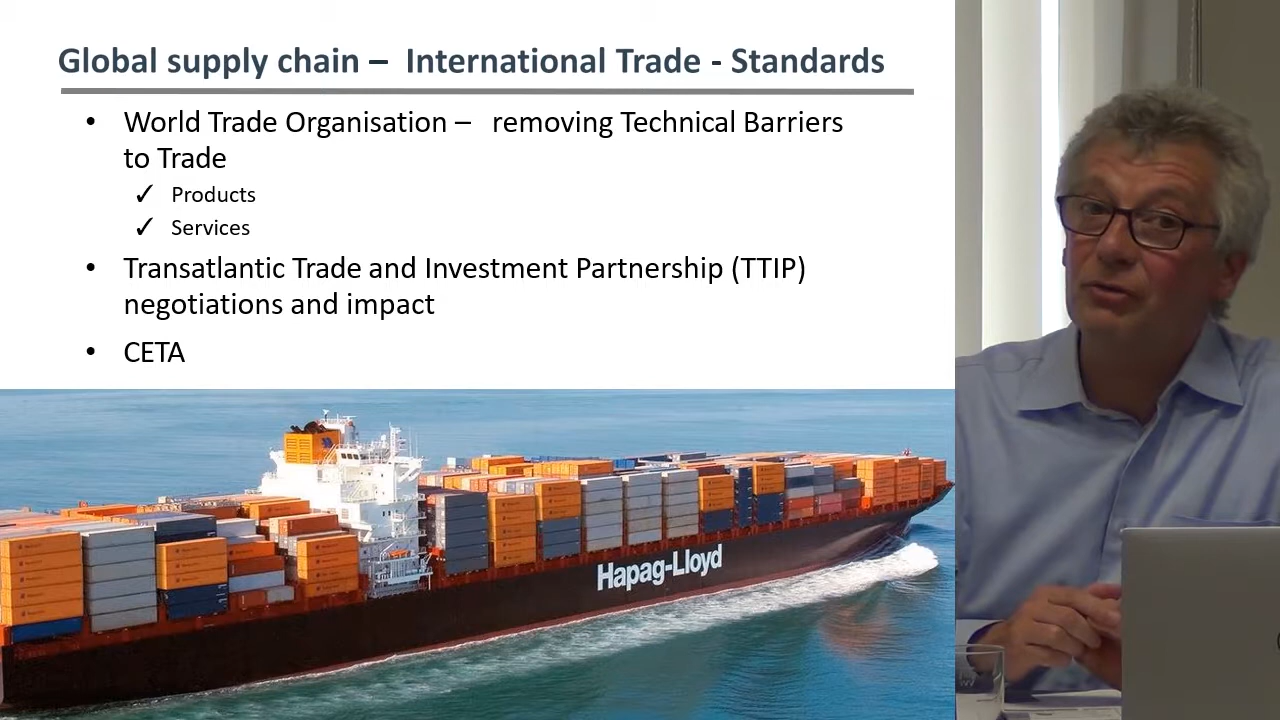 Global supply chain – International Trade - Standards
• World Trade Organisation – removing Technical Barriers
to Trade
✓ Products
✓ Services
• Transatlantic Trade and Investment Partnership (TTIP)
negotiations and impact
• CETA
Hapag-Lloyd